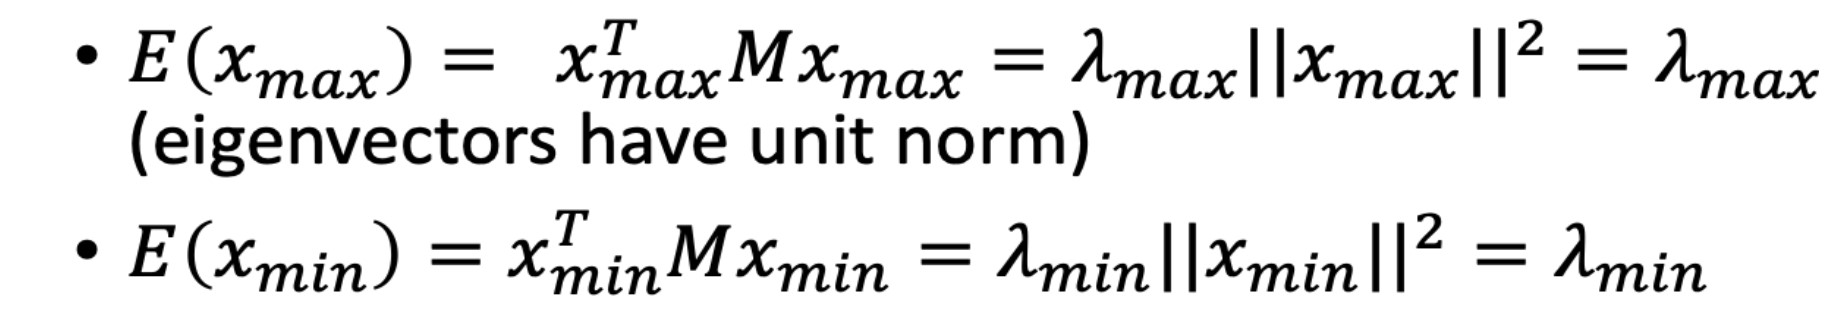 • E(x_max) = x_max^T M x_max = λ_max||x_max||² = λ_max
(eigenvectors have unit norm)
• E(x_min) = x_min^T M x_min = λ_min||x_min||² = λ_min